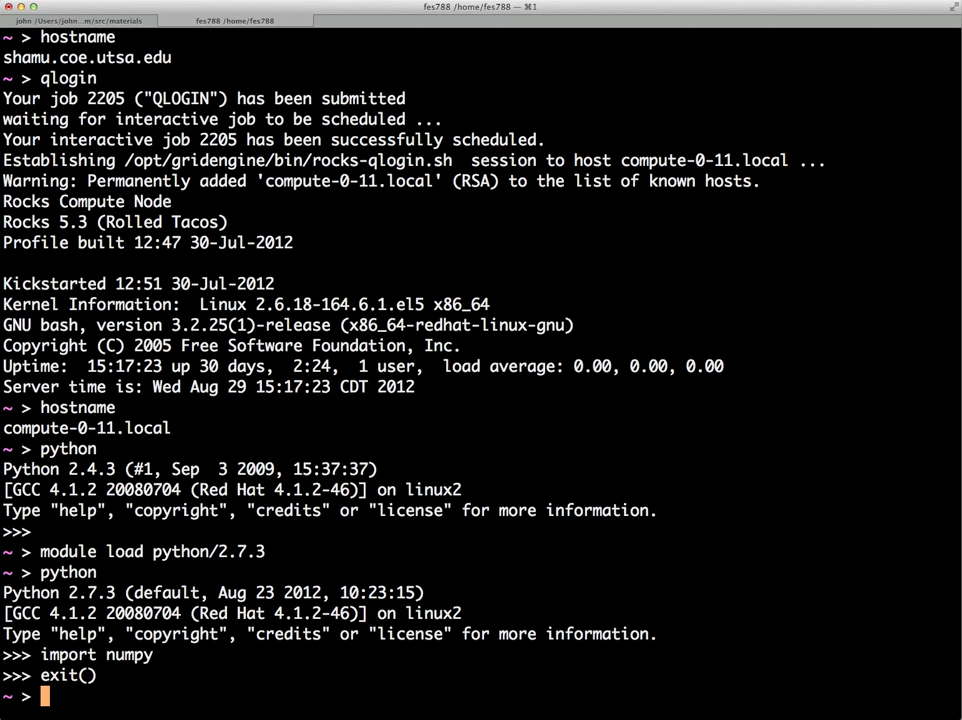 fes788 /home/fes788 — ⌘1
john /Users/john...m/src/materials
fes788 /home/fes788
~ > hostname
shamu.coe.utsa.edu
~ > qlogin
Your job 2205 ("QLOGIN") has been submitted
waiting for interactive job to be scheduled ...
Your interactive job 2205 has been successfully scheduled.
Establishing /opt/gridengine/bin/rocks-qlogin.sh  session to host compute-0-11.local ...
Warning: Permanently added 'compute-0-11.local' (RSA) to the list of known hosts.
Rocks Compute Node
Rocks 5.3 (Rolled Tacos)
Profile built 12:47 30-Jul-2012
Kickstarted 12:51 30-Jul-2012
Kernel Information:  Linux 2.6.18-164.6.1.el5 x86_64
GNU bash, version 3.2.25(1)-release (x86_64-redhat-linux-gnu)
Copyright (C) 2005 Free Software Foundation, Inc.
Uptime:  15:17:23 up 30 days,  2:24,  1 user,  load average: 0.00, 0.00, 0.00
Server time is: Wed Aug 29 15:17:23 CDT 2012
~ > hostname
compute-0-11.local
~ > python
Python 2.4.3 (#1, Sep  3 2009, 15:37:37)
[GCC 4.1.2 20080704 (Red Hat 4.1.2-46)] on linux2
Type "help", "copyright", "credits" or "license" for more information.
>>>
~ > module load python/2.7.3
~ > python
Python 2.7.3 (default, Aug 23 2012, 10:23:15)
[GCC 4.1.2 20080704 (Red Hat 4.1.2-46)] on linux2
Type "help", "copyright", "credits" or "license" for more information.
>>> import numpy
>>> exit()
~ >